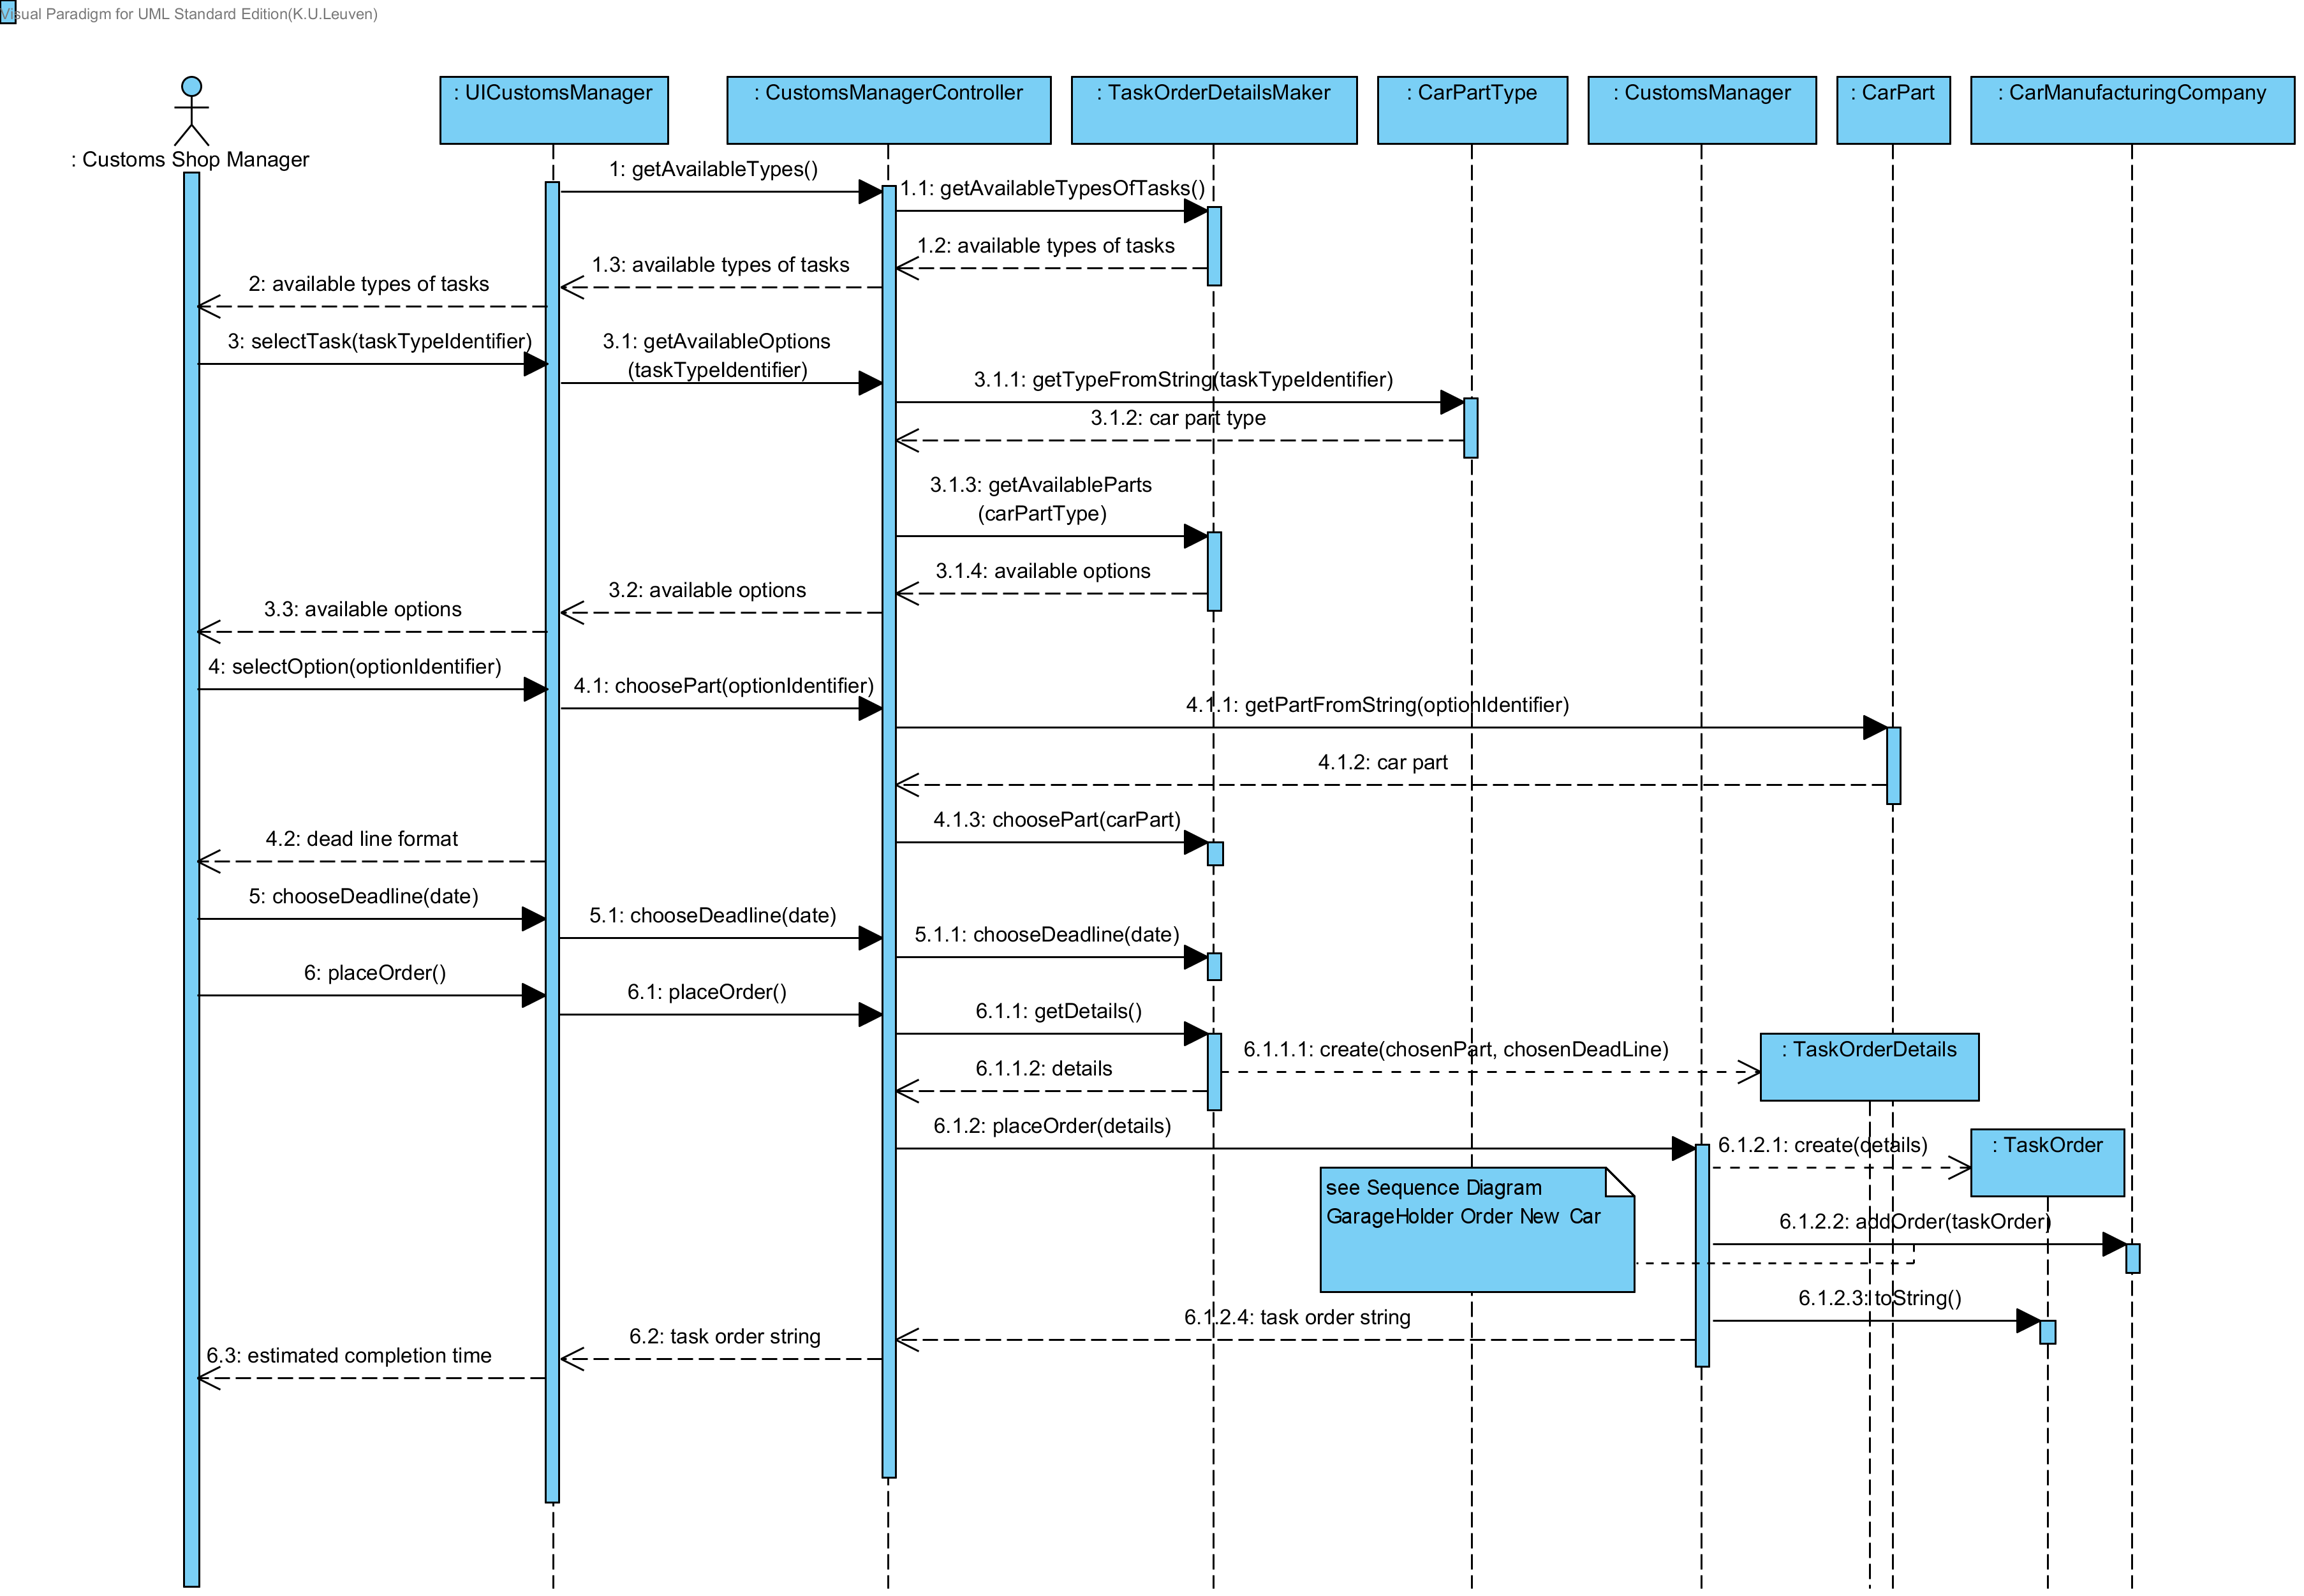 Visual Paradigm for UML Standard Edition(K.U.Leuven)
: Customs Shop Manager
: UICustomsManager
: CustomsManagerController
: TaskOrderDetailsMaker
: CarPartType
: CustomsManager
: CarPart
: CarManufacturingCompany
1: getAvailableTypes()
1.1: getAvailableTypesOfTasks()
1.2: available types of tasks
1.3: available types of tasks
2: available types of tasks
3: selectTask(taskTypeIdentifier)
3.1: getAvailableOptions
(taskTypeIdentifier)
3.1.1: getTypeFromString(taskTypeIdentifier)
3.1.2: car part type
3.1.3: getAvailableParts
(carPartType)
3.1.4: available options
3.2: available options
3.3: available options
4: selectOption(optionIdentifier)
4.1: choosePart(optionIdentifier)
4.1.1: getPartFromString(optionIdentifier)
4.1.2: car part
4.1.3: choosePart(carPart)
4.2: dead line format
5: chooseDeadline(date)
5.1: chooseDeadline(date)
5.1.1: chooseDeadline(date)
6: placeOrder()
6.1: placeOrder()
6.1.1: getDetails()
6.1.1.1: create(chosenPart, chosenDeadLine)
: TaskOrderDetails
6.1.1.2: details
6.1.2: placeOrder(details)
6.1.2.1: create(details)
: TaskOrder
see Sequence Diagram
GarageHolder Order New Car
6.1.2.2: addOrder(taskOrder)
6.1.2.3: toString()
6.1.2.4: task order string
6.2: task order string
6.3: estimated completion time